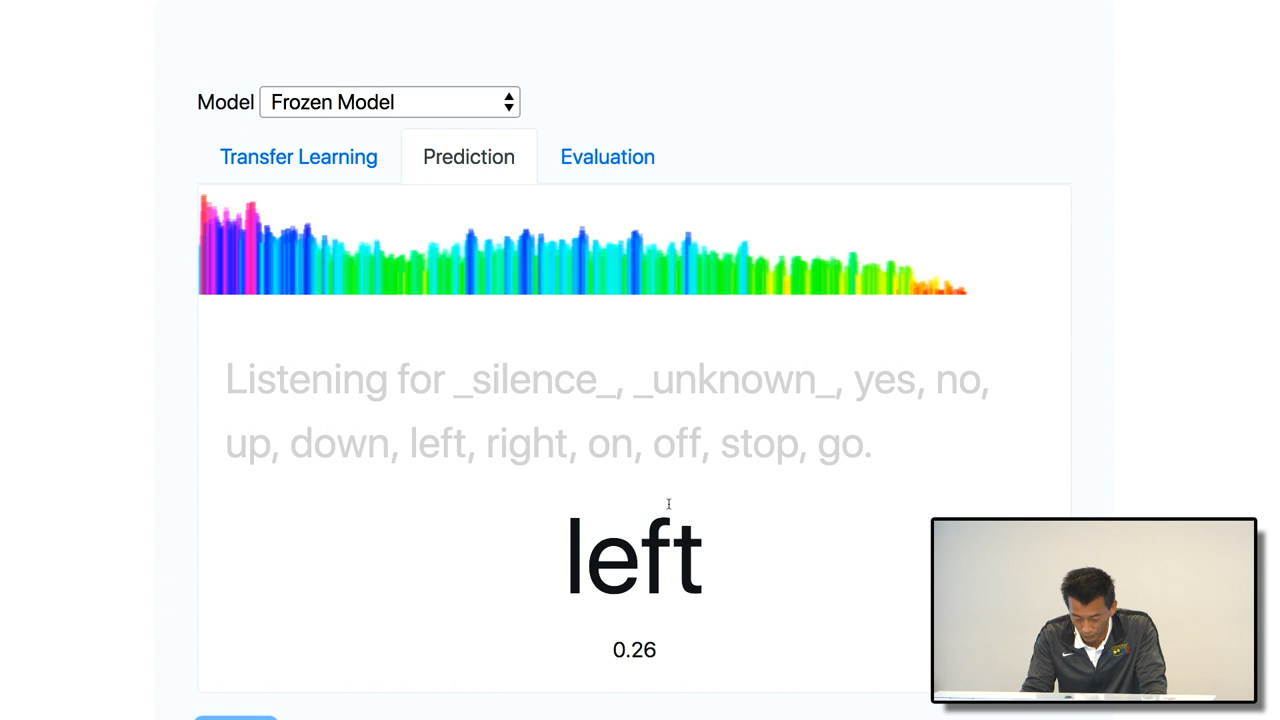 Model Frozen Model
Transfer Learning Prediction Evaluation
Listening for _silence_, _unknown_, yes, no,
up, down, left, right, on, off, stop, go.
left
0.26